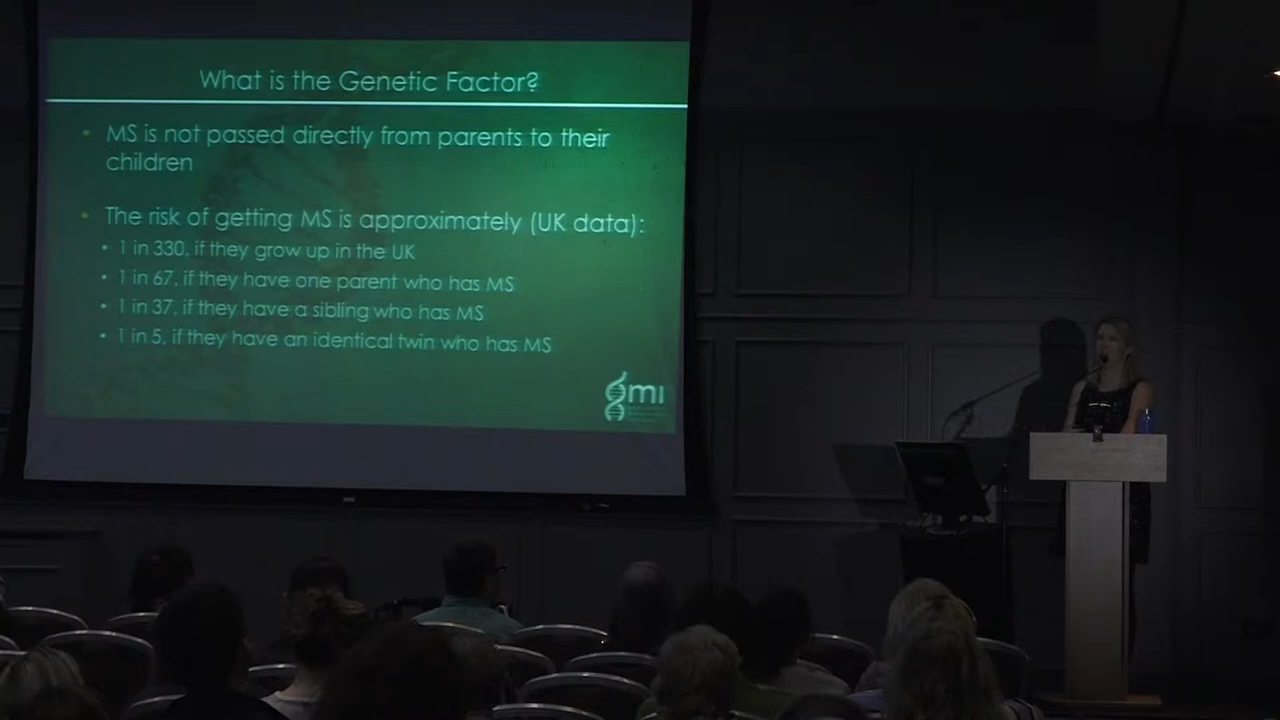 What is the Genetic Factor?
• MS is not passed directly from parents to their
children
• The risk of getting MS is approximately (UK data):
• 1 in 330, if they grow up in the UK
• 1 in 67, if they have one parent who has MS
• 1 in 37, if they have a sibling who has MS
• 1 in 5, if they have an identical twin who has MS
gmi